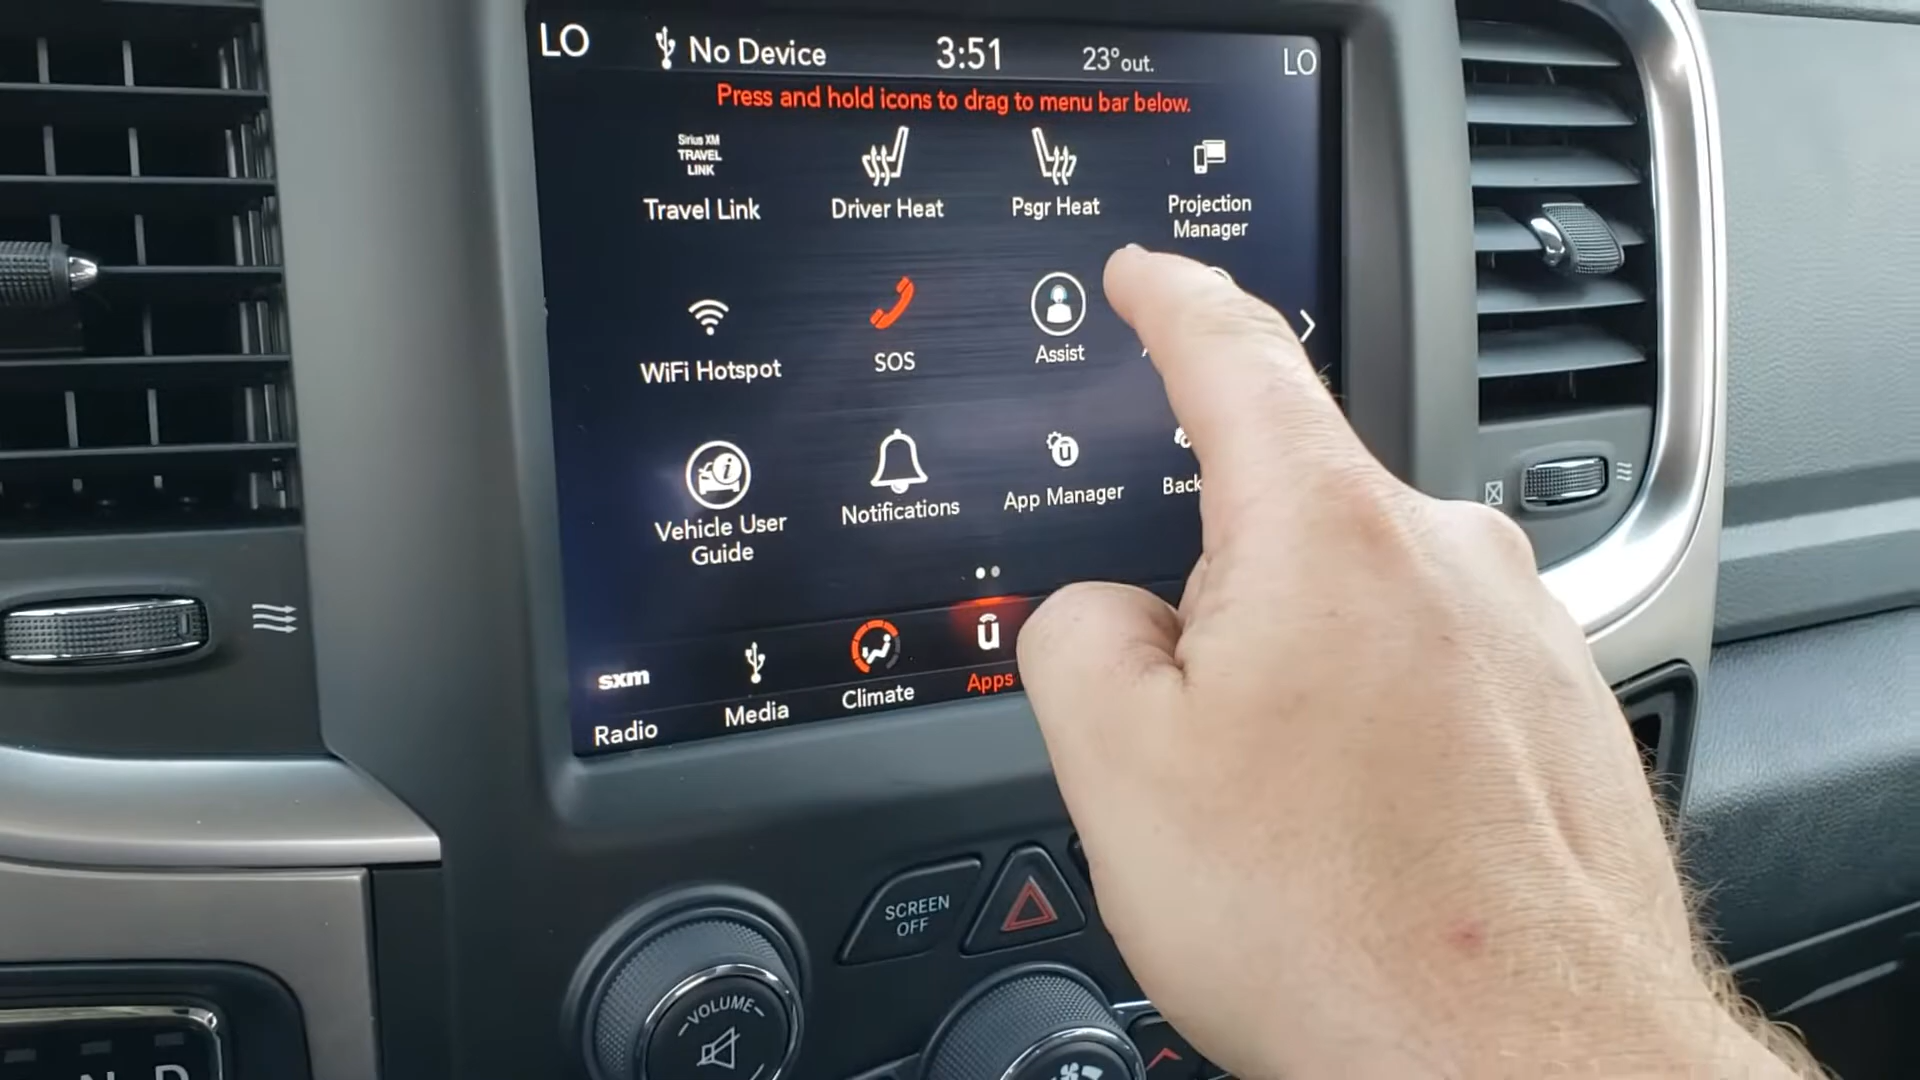 LO
No Device
3:51
23° out.
LO
Press and hold icons to drag to menu bar below.
Sirius XM
TRAVEL
LINK
Travel Link
Driver Heat
Psgr Heat
Projection
Manager
WiFi Hotspot
SOS
Assist
Vehicle User
Guide
Notifications
App Manager
Back
sxm
Radio
Media
Climate
Apps
SCREEN
OFF
VOLUME
N D